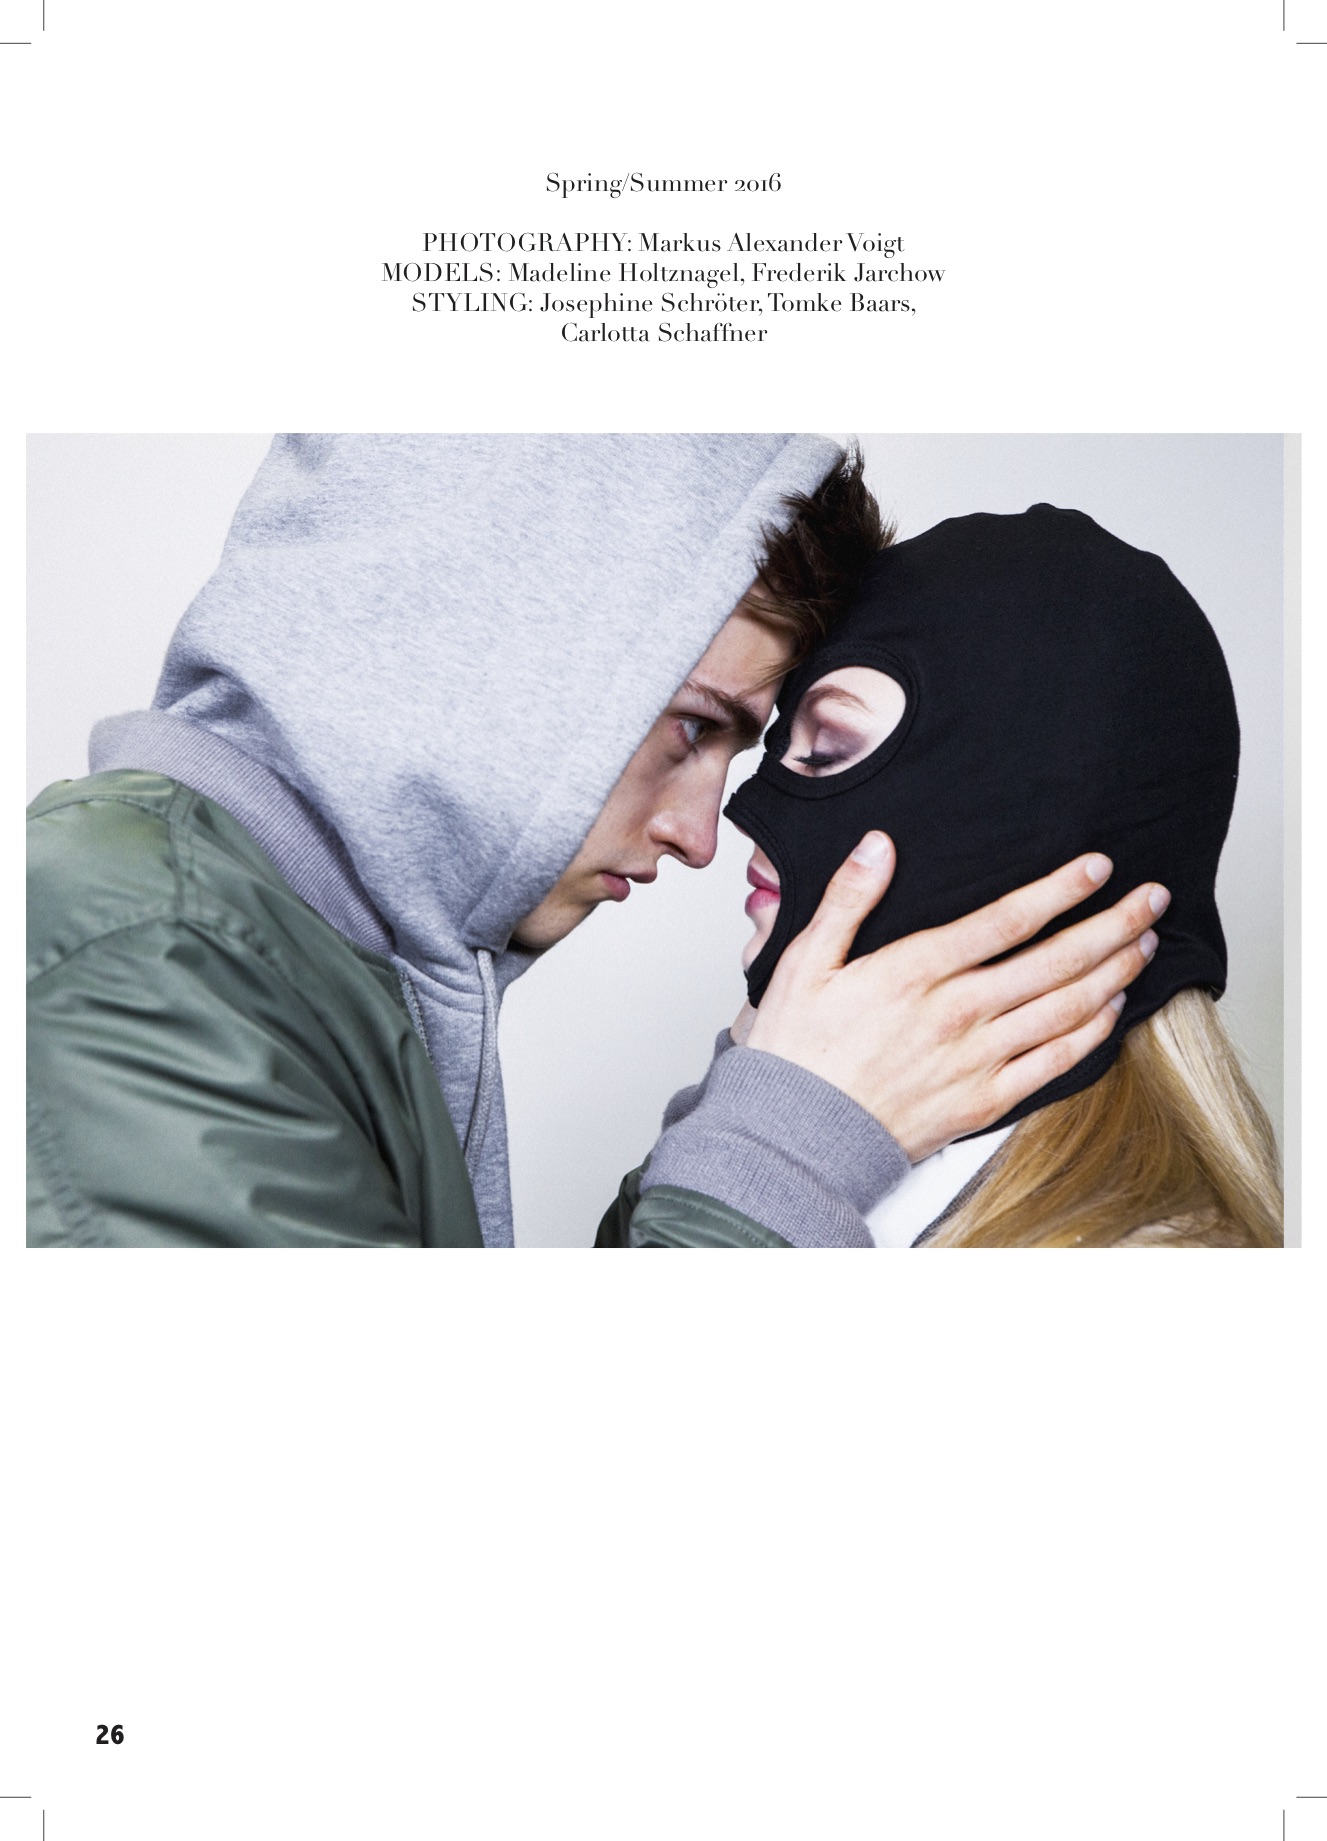 Spring/Summer 2016
PHOTOGRAPHY: Markus Alexander Voigt
MODELS: Madeline Holtznagel, Frederik Jarchow
STYLING: Josephine Schröter, Tomke Baars,
Carlotta Schaffner
26